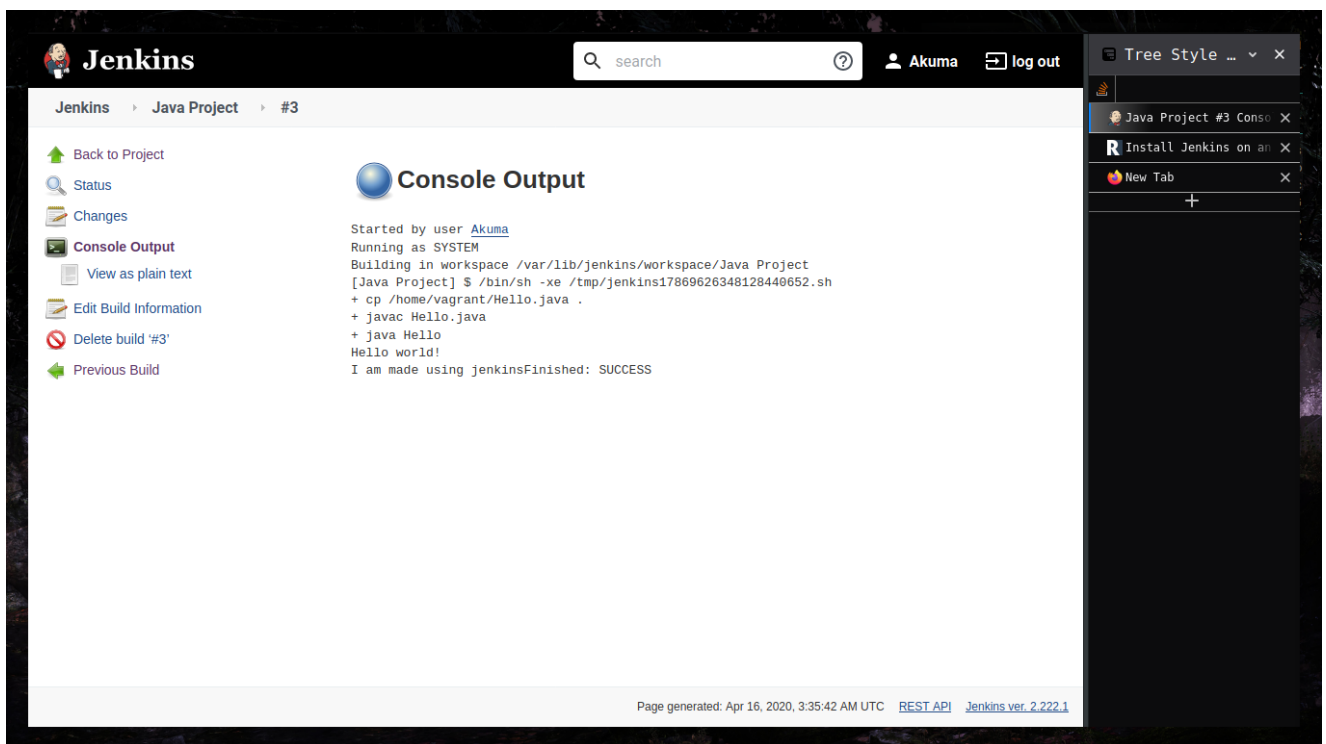 Jenkins
search
Akuma
log out
Jenkins
Java Project
#3
Back to Project
Status
Changes
Console Output
View as plain text
Edit Build Information
Delete build ‘#3’
Previous Build
Console Output
Started by user Akuma
Running as SYSTEM
Building in workspace /var/lib/jenkins/workspace/Java Project
[Java Project] $ /bin/sh -xe /tmp/jenkins17869626348128440652.sh
+ cp /home/vagrant/Hello.java .
+ javac Hello.java
+ java Hello
Hello world!
I am made using jenkinsFinished: SUCCESS
Page generated: Apr 16, 2020, 3:35:42 AM UTC REST API Jenkins ver. 2.222.1
Tree Style …
Java Project #3 Conso
Install Jenkins on an
New Tab